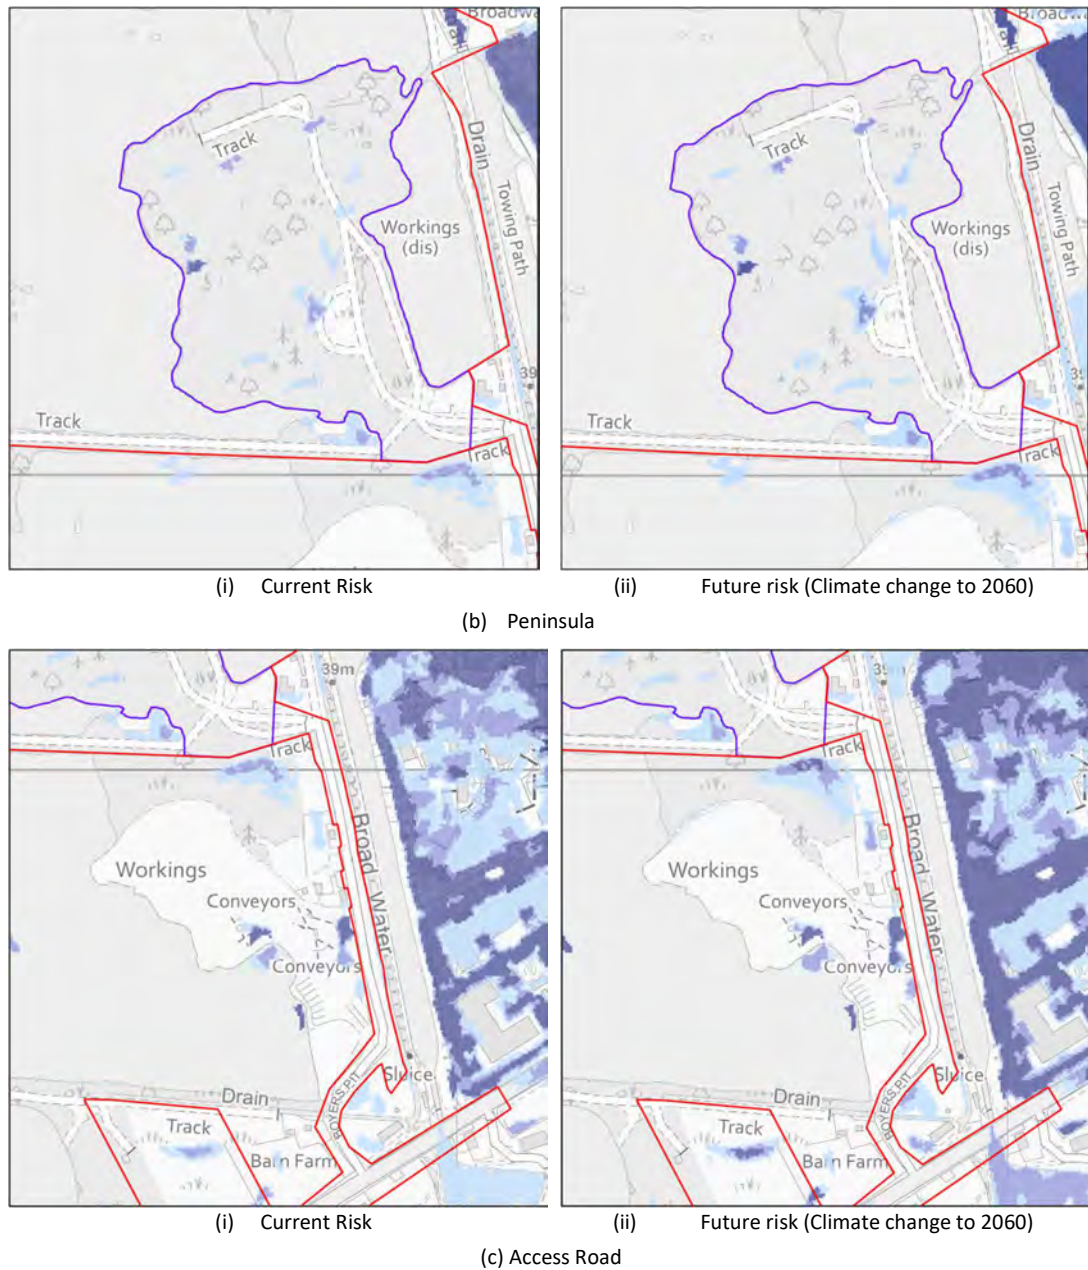 Broadwa
Broadwa
Drain
Track
Drain
Track
Workings
(dis)
Towing Path
Workings
(dis)
Towing Path
39
Track
Track
Track
Track
(i) Current Risk
(ii) Future risk (Climate change to 2060)
(b) Peninsula
39m
Track
Track
Broad Water
Broad Water
Workings
Workings
Conveyors
Conveyors
Conveyors
Conveyors
Sluice
Sluice
BOYERS PIT
BOYERS PIT
Drain
Drain
Track
Track
Barn Farm
Barn Farm
(i) Current Risk
(ii) Future risk (Climate change to 2060)
(c) Access Road